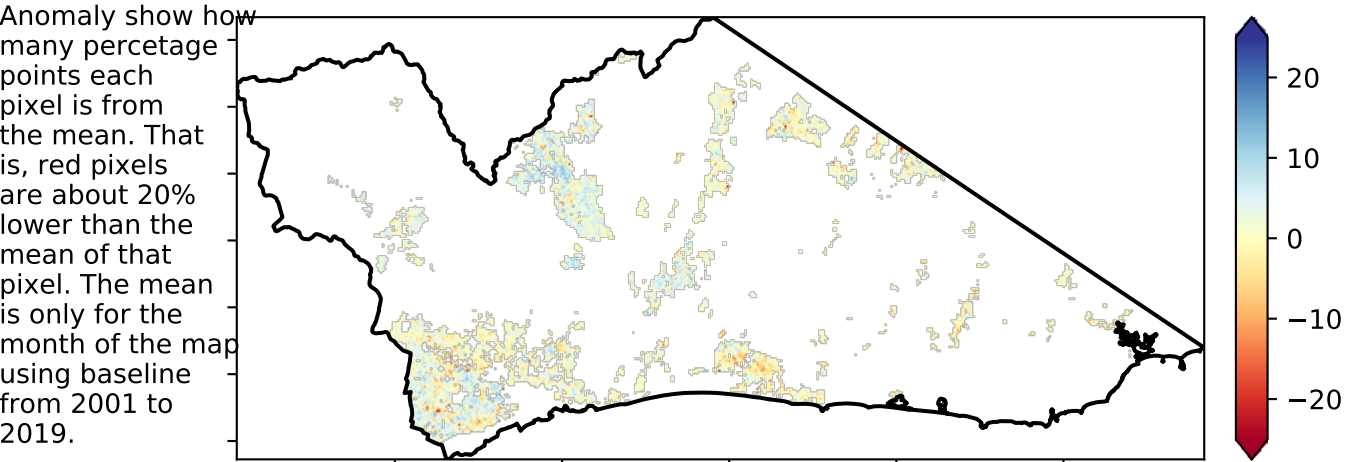 Anomaly show how
many percetage
points each
pixel is from
the mean. That
is, red pixels
are about 20%
lower than the
mean of that
pixel. The mean
is only for the
month of the map
using baseline
from 2001 to
2019.
20
10
0
−10
−20